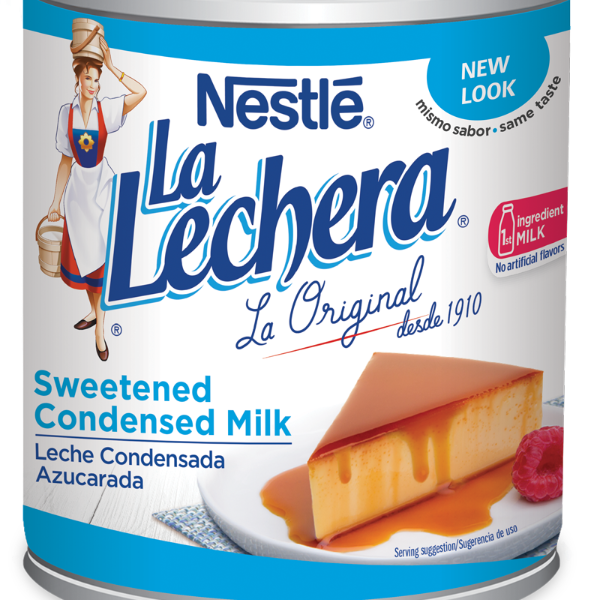 NEW
LOOK
mismo sabor • same taste
Nestlé®
La
Lechera®
La Original
desde 1910
1st
Ingredient
MILK
No artificial flavors
®
Sweetened
Condensed Milk
Leche Condensada
Azucarada
Serving suggestion/Sugerencia de uso